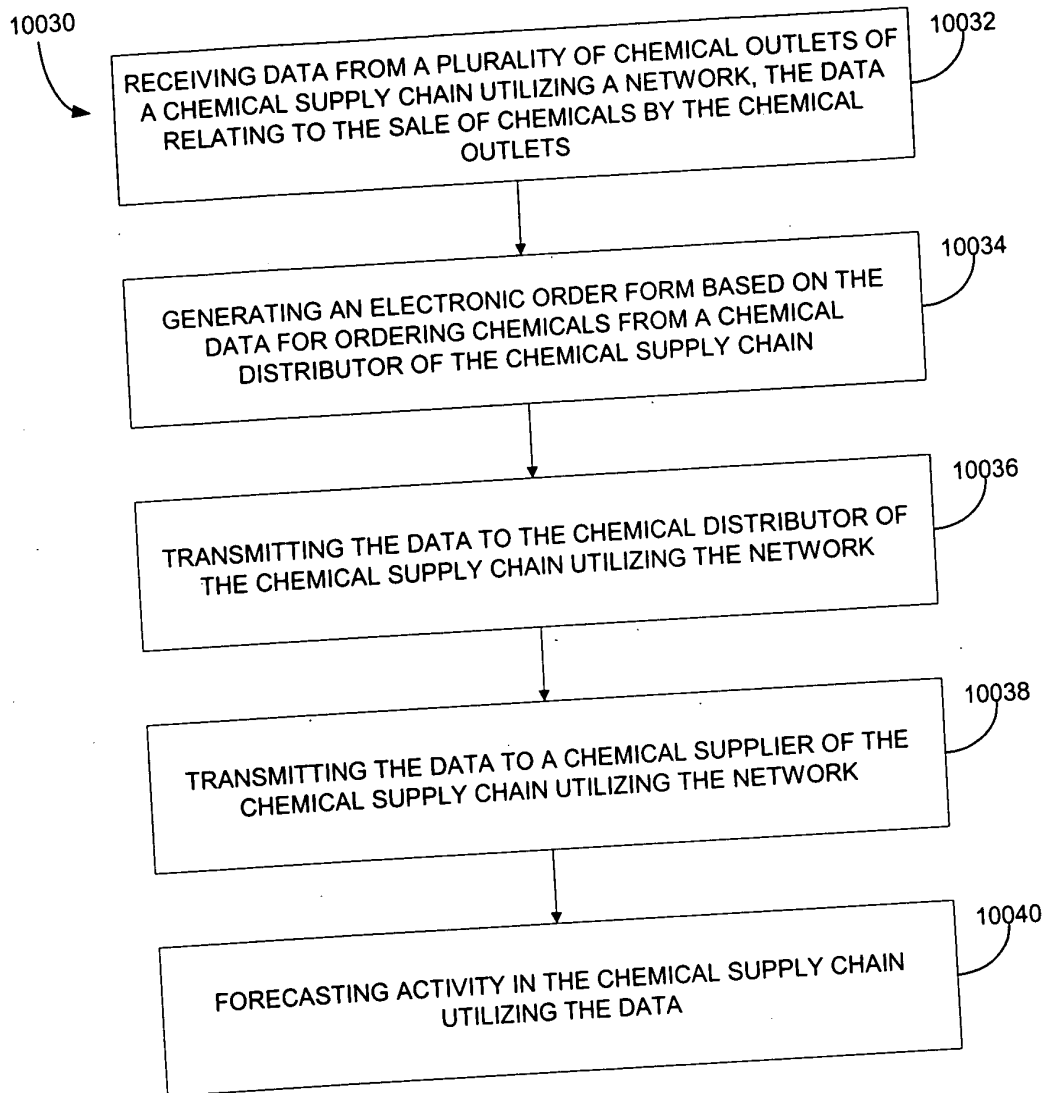 10030
10032
RECEIVING DATA FROM A PLURALITY OF CHEMICAL OUTLETS OF
A CHEMICAL SUPPLY CHAIN UTILIZING A NETWORK, THE DATA
RELATING TO THE SALE OF CHEMICALS BY THE CHEMICAL
OUTLETS
10034
GENERATING AN ELECTRONIC ORDER FORM BASED ON THE
DATA FOR ORDERING CHEMICALS FROM A CHEMICAL
DISTRIBUTOR OF THE CHEMICAL SUPPLY CHAIN
10036
TRANSMITTING THE DATA TO THE CHEMICAL DISTRIBUTOR OF
THE CHEMICAL SUPPLY CHAIN UTILIZING THE NETWORK
10038
TRANSMITTING THE DATA TO A CHEMICAL SUPPLIER OF THE
CHEMICAL SUPPLY CHAIN UTILIZING THE NETWORK
10040
FORECASTING ACTIVITY IN THE CHEMICAL SUPPLY CHAIN
UTILIZING THE DATA